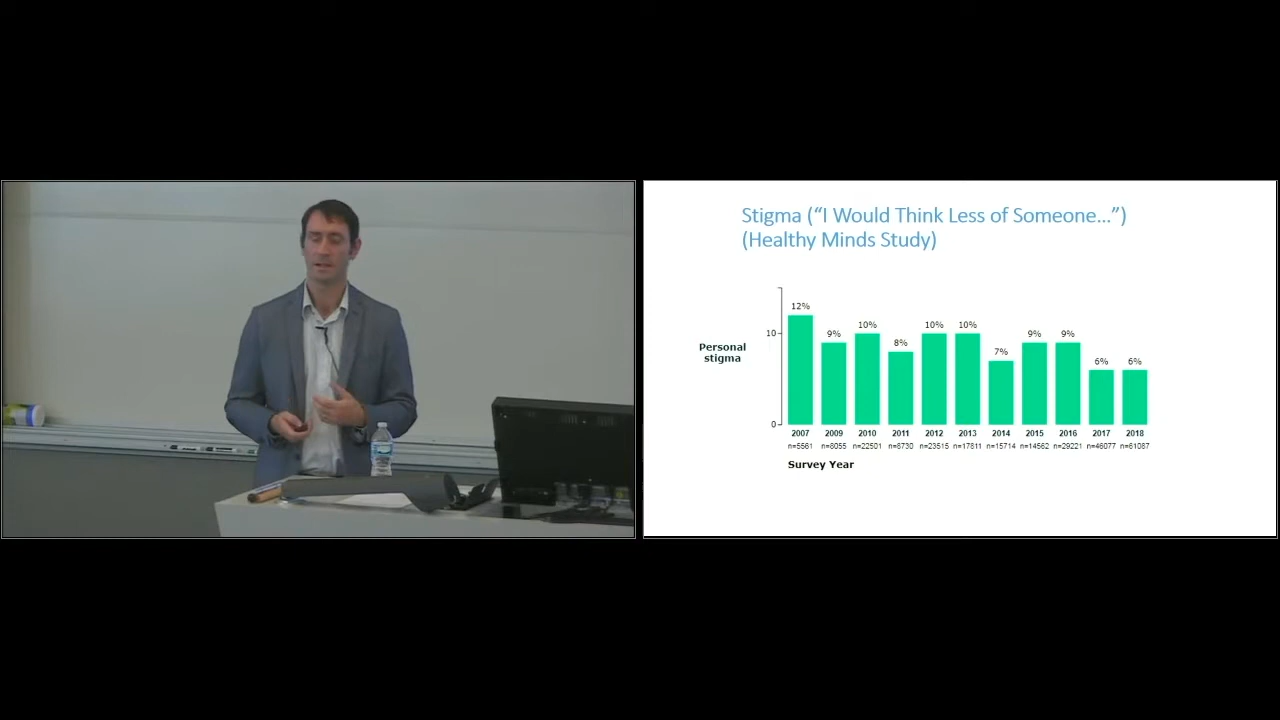 Stigma (“I Would Think Less of Someone…”)
(Healthy Minds Study)
12%
9%
10%
8%
10%
10%
7%
9%
9%
6%
6%
10
0
Personal
stigma
2007 2009 2010 2011 2012 2013 2014 2015 2016 2017 2018
n=5561 n=8055 n=22501 n=8730 n=23515 n=17811 n=15714 n=14562 n=29221 n=46077 n=61087
Survey Year